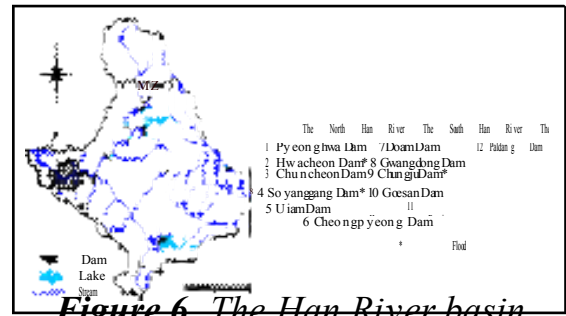 MZ
The North Han River The South Han River The
1 Pyeonghwa Dam 7 Doam Dam 12 Paldang Dam
2 Hwacheon Dam* 8 Gwangdong Dam
3 Chuncheon Dam 9 Chungju Dam*
4 Soyanggang Dam* 10 Goesan Dam
5 Uiam Dam 11
6 Cheongpyeong Dam
* Flood
Dam
Lake
Stream
Figure 6 The Han River basin